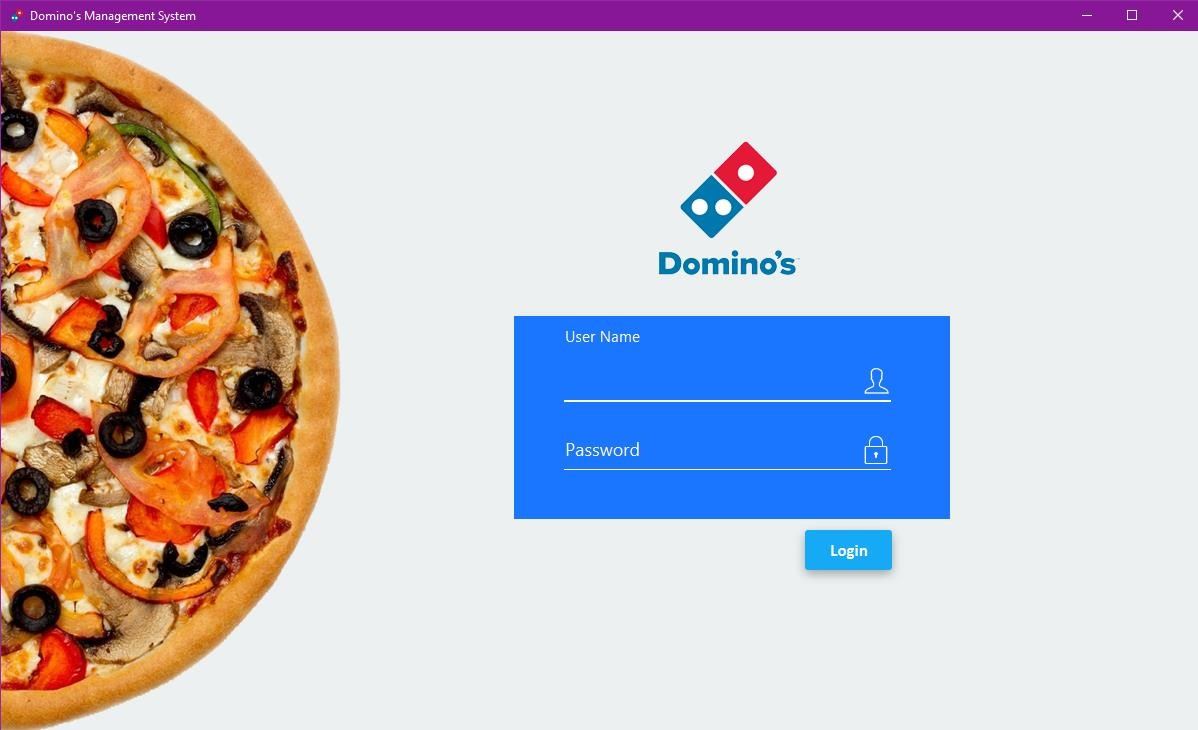 Domino's Management System
Domino's
User Name
Password
Login